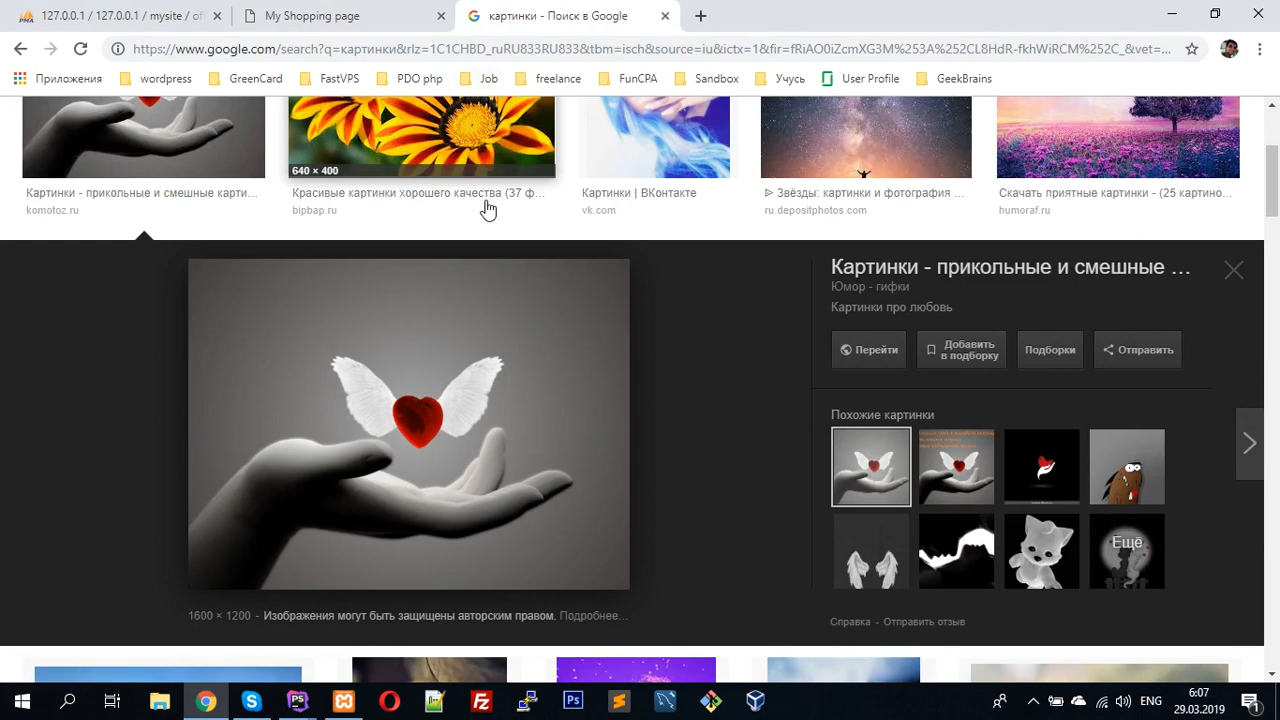 127.0.0.1 / 127.0.0.1 / mysite / of
My Shopping page
картинки - Поиск в Google
https://www.google.com/search?q=картинки&rlz=1C1CHBD_ruRU833RU833&tbm=isch&source=iu&ictx=1&fir=fRiAO0iZcmXG3M%253A%252CL8HdR-fkhWiRCM%252C_&vet=...
Приложения
wordpress
GreenCard
FastVPS
PDO php
Job
freelance
FunCPA
Sandbox
Учусь
User Profile
GeekBrains
640 × 400
Картинки - прикольные и смешные карти...
Красивые картинки хорошего качества (37 ф...
Картинки | ВКонтакте
ᐈ Звёзды: картинки и фотография ...
Скачать приятные картинки - (25 картино...
komotoz.ru
bipbap.ru
vk.com
ru.depositphotos.com
humoraf.ru
Картинки - прикольные и смешные ...
Юмор - гифки
Картинки про любовь
Перейти
Добавить
в подборку
Подборки
Отправить
Похожие картинки
Ещё
1600 × 1200 - Изображения могут быть защищены авторским правом. Подробнее...
Справка - Отправить отзыв
ENG
6:07
29.03.2019